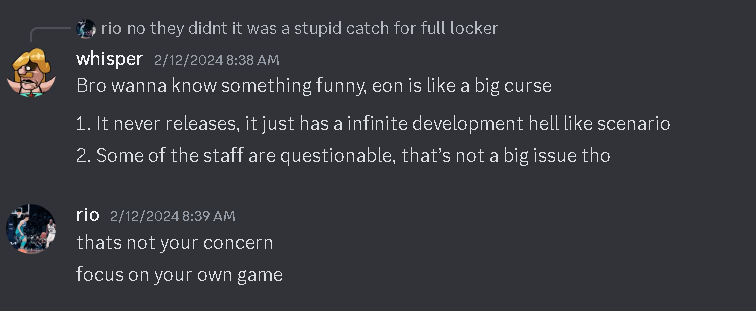 rio no they didnt it was a stupid catch for full locker
whisper 2/12/2024 8:38 AM
Bro wanna know something funny, eon is like a big curse
1. It never releases, it just has a infinite development hell like scenario
2. Some of the staff are questionable, that's not a big issue tho
rio 2/12/2024 8:39 AM
thats not your concern
focus on your own game